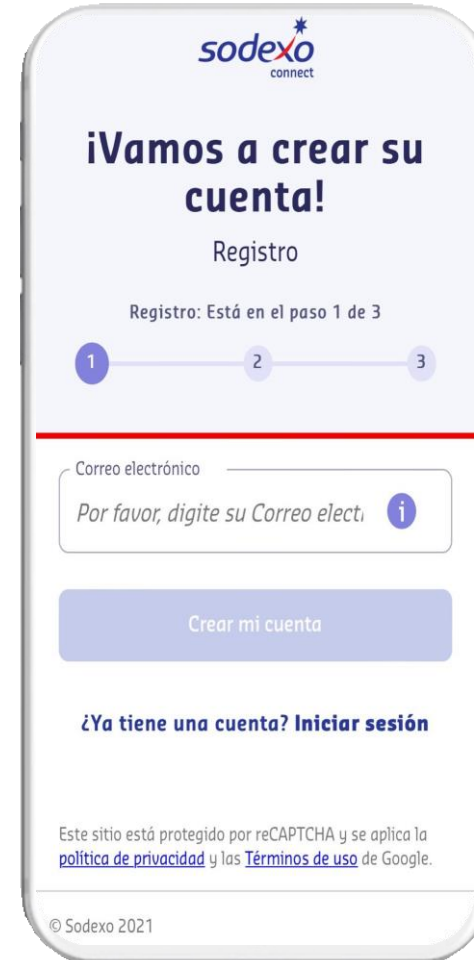 sodexo
connect
¡Vamos a crear su
cuenta!
Registro
Registro: Está en el paso 1 de 3
1 2 3
Correo electrónico
Por favor, digite su Correo electr
i
Crear mi cuenta
¿Ya tiene una cuenta? Iniciar sesión
Este sitio está protegido por reCAPTCHA y se aplica la
política de privacidad y las Términos de uso de Google.
© Sodexo 2021